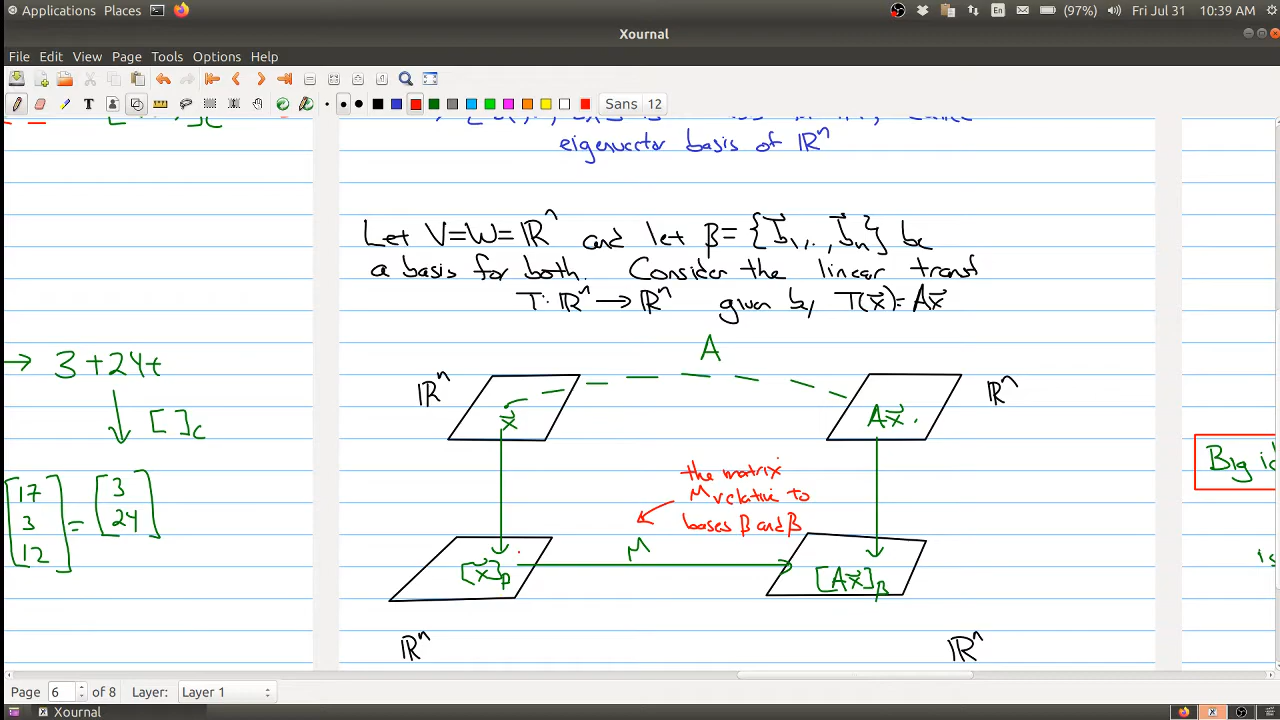 Applications Places
(97%) Fri Jul 31 10:39 AM
En
Xournal
File Edit View Page Tools Options Help
Sans 12
eigenvector basis of ℝⁿ
Let V=W=ℝⁿ and let β={b⃗₁,..,b⃗ₙ} be
a basis for both. Consider the linear transf
T: ℝⁿ → ℝⁿ given by T(x⃗)=Ax⃗
→ 3+24t
[ ]c
[17 3 12] = [3 24]
A
ℝⁿ
x⃗
Ax⃗
ℝⁿ
the matrix
M relative to
bases β and β
M
[x⃗]β
[Ax⃗]β
ℝⁿ
ℝⁿ
Big
Page 6 of 8 Layer: Layer 1
Xournal